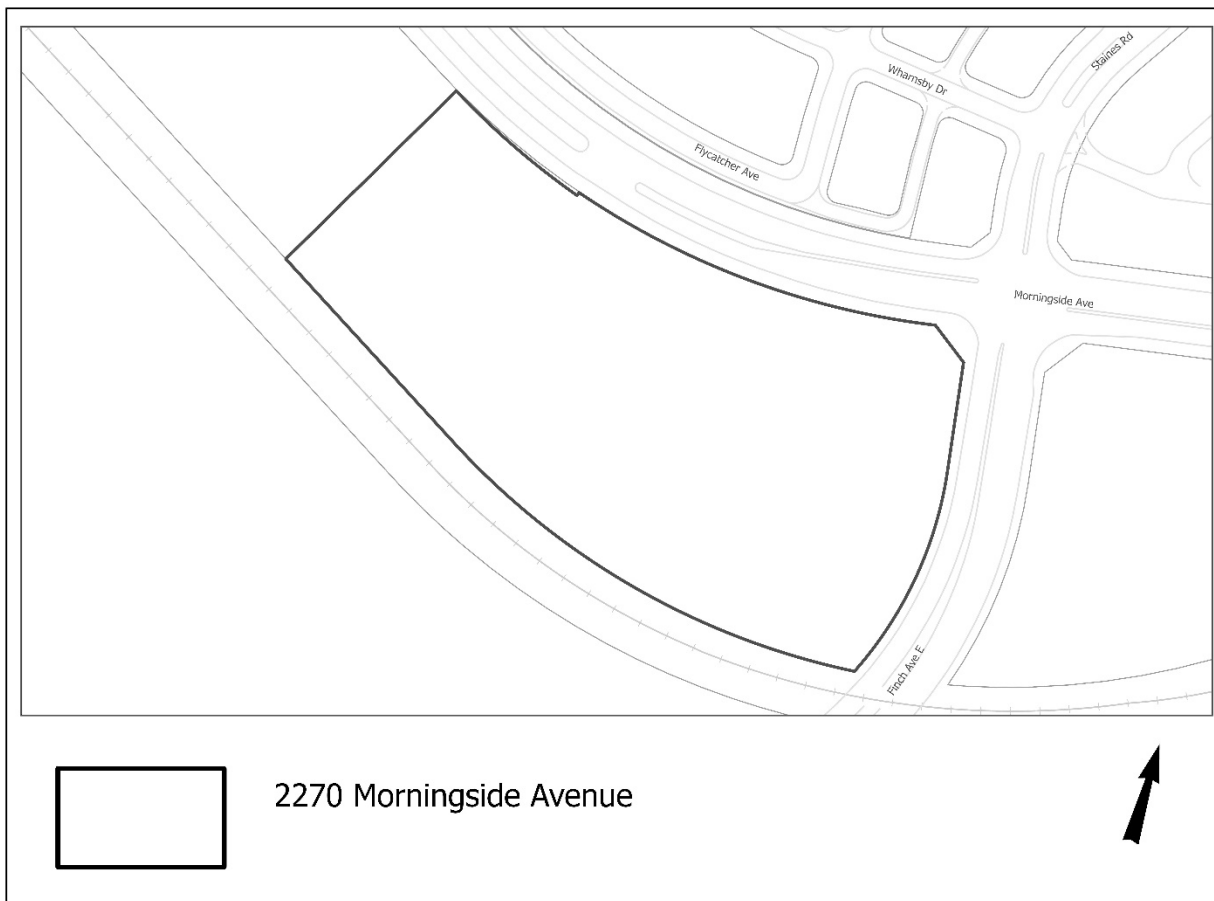 Staines Rd
Wharnsby Dr
Flycatcher Ave
Morningside Ave
Finch Ave E
2270 Morningside Avenue